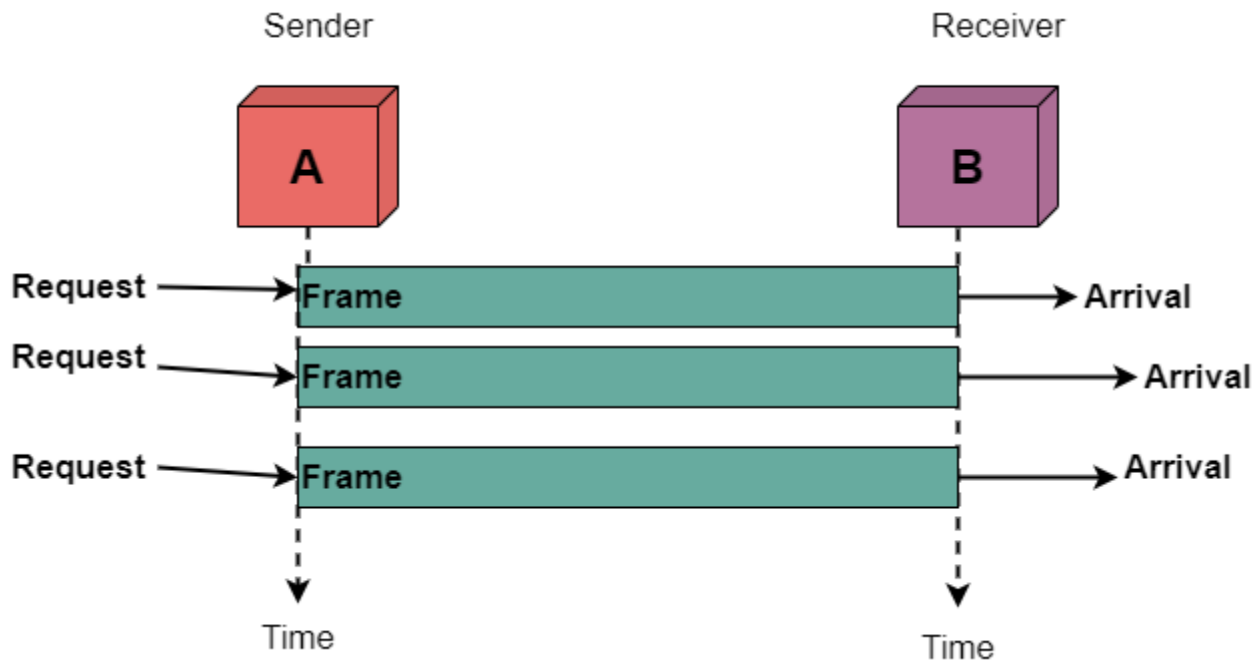 Sender
Receiver
A
B
Request
Frame
Arrival
Request
Frame
Arrival
Request
Frame
Arrival
Time
Time